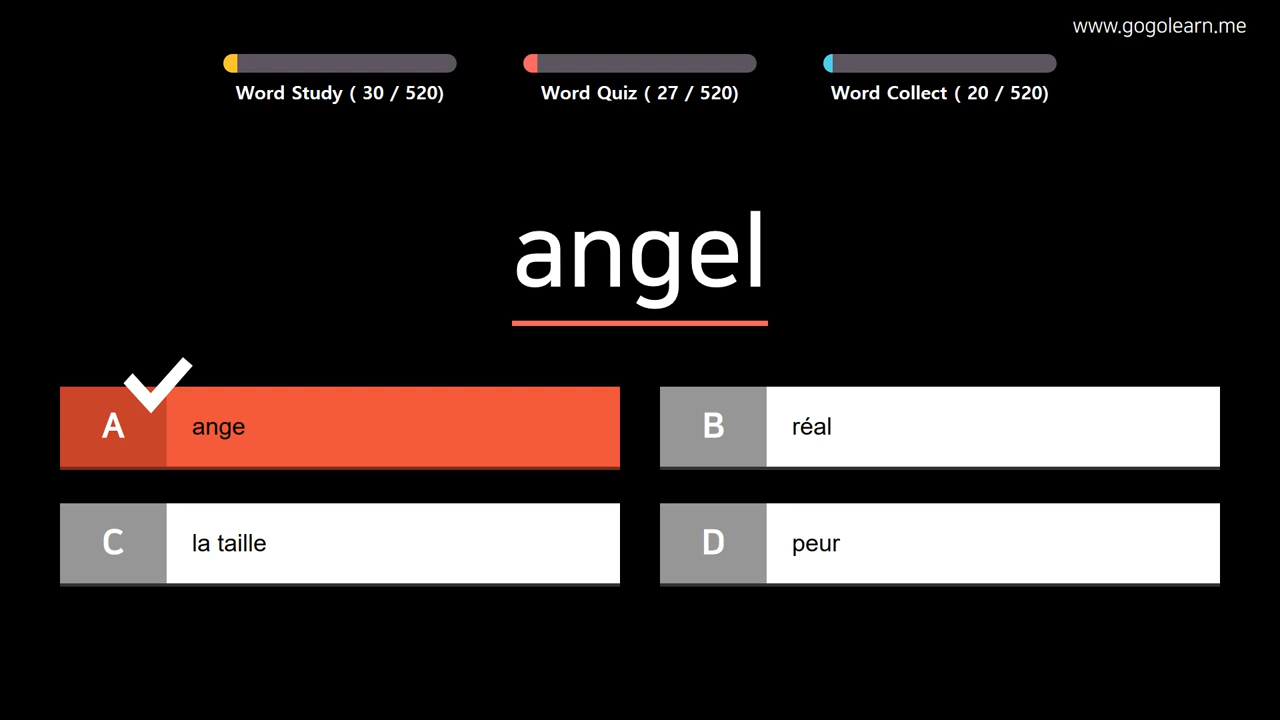 www.gogolearn.me
Word Study ( 30 / 520)
Word Quiz ( 27 / 520)
Word Collect ( 20 / 520)
angel
A ange
B réal
C la taille
D peur